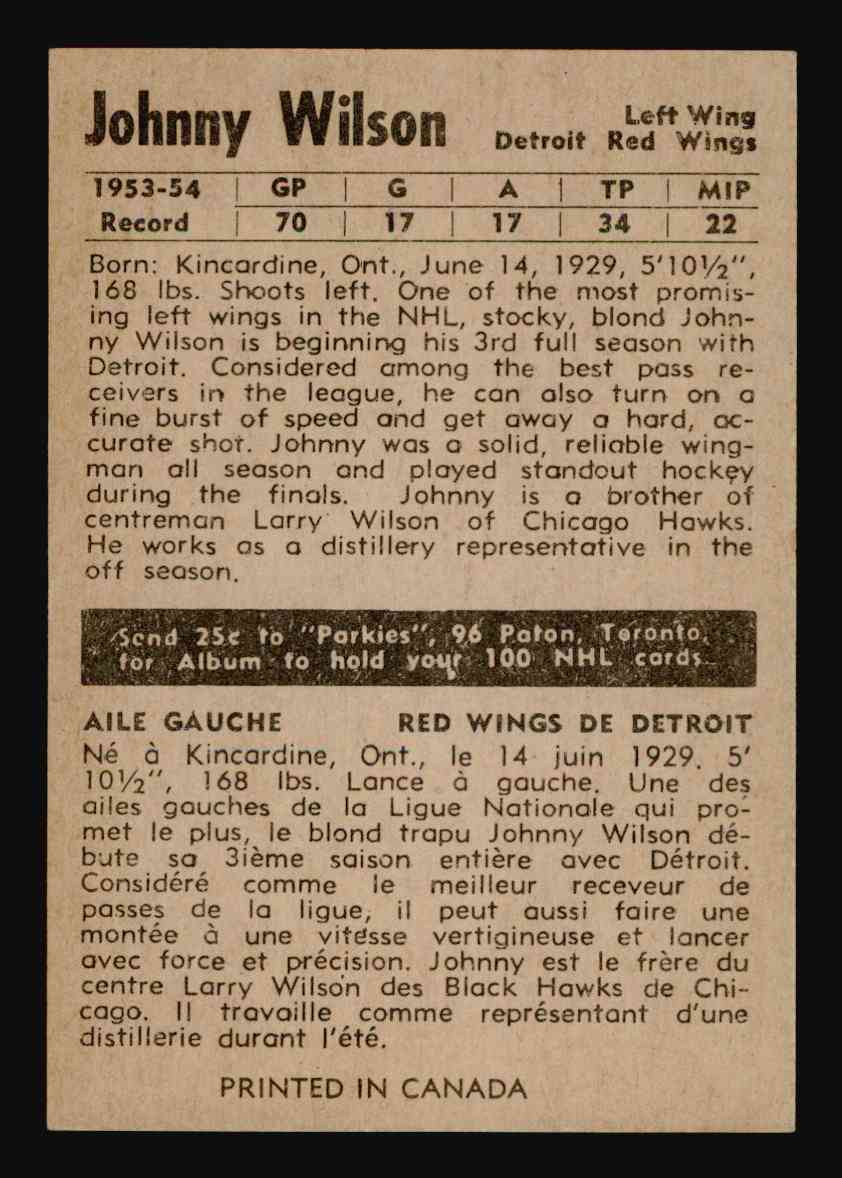 Johnny Wilson
Left Wing
Detroit Red Wings
1953-54 | GP | G | A | TP | MIP
Record | 70 | 17 | 17 | 34 | 22
Born: Kincardine, Ont., June 14, 1929, 5'10½",
168 lbs. Shoots left. One of the most promis-
ing left wings in the NHL, stocky, blond John-
ny Wilson is beginning his 3rd full season with
Detroit. Considered among the best pass re-
ceivers in the league, he can also turn on a
fine burst of speed and get away a hard, ac-
curate shot. Johnny was a solid, reliable wing-
man all season and played standout hockey
during the finals. Johnny is a brother of
centreman Larry Wilson of Chicago Hawks.
He works as a distillery representative in the
off season.
Send 25c to "Parkies", 96 Paton, Toronto,
for Album to hold your 100 NHL cards.
AILE GAUCHE RED WINGS DE DETROIT
Né à Kincardine, Ont., le 14 juin 1929. 5'
10½", 168 lbs. Lance à gauche. Une des
ailes gauches de la Ligue Nationale qui pro-
met le plus, le blond trapu Johnny Wilson dé-
bute sa 3ième saison entière avec Détroit.
Considéré comme le meilleur receveur de
passes de la ligue, il peut aussi faire une
montée à une vitesse vertigineuse et lancer
avec force et précision. Johnny est le frère du
centre Larry Wilson des Black Hawks de Chi-
cago. Il travaille comme représentant d'une
distillerie durant l'été.
PRINTED IN CANADA